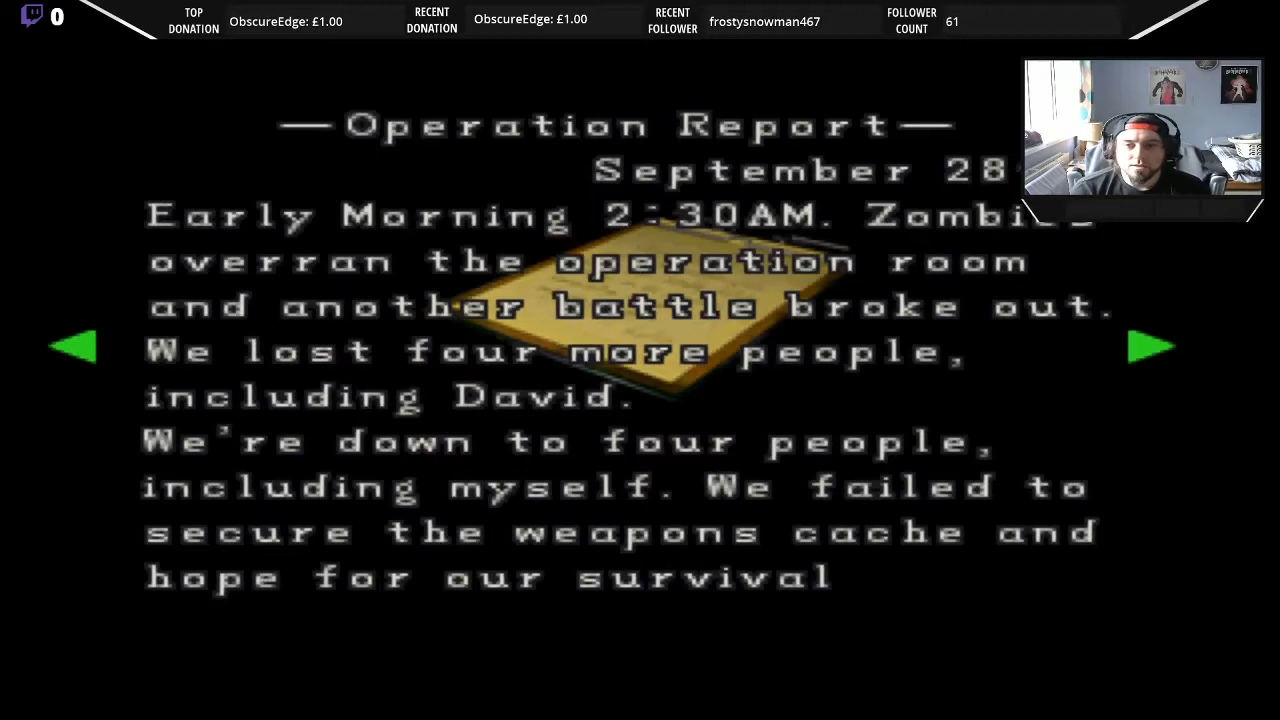 0
TOP DONATION
ObscureEdge: £1.00
RECENT DONATION
ObscureEdge: £1.00
RECENT FOLLOWER
frostysnowman467
FOLLOWER COUNT
61
—Operation Report—
September 28
Early Morning 2:30AM. Zombies
overran the operation room
and another battle broke out.
We lost four more people,
including David.
We're down to four people,
including myself. We failed to
secure the weapons cache and
hope for our survival